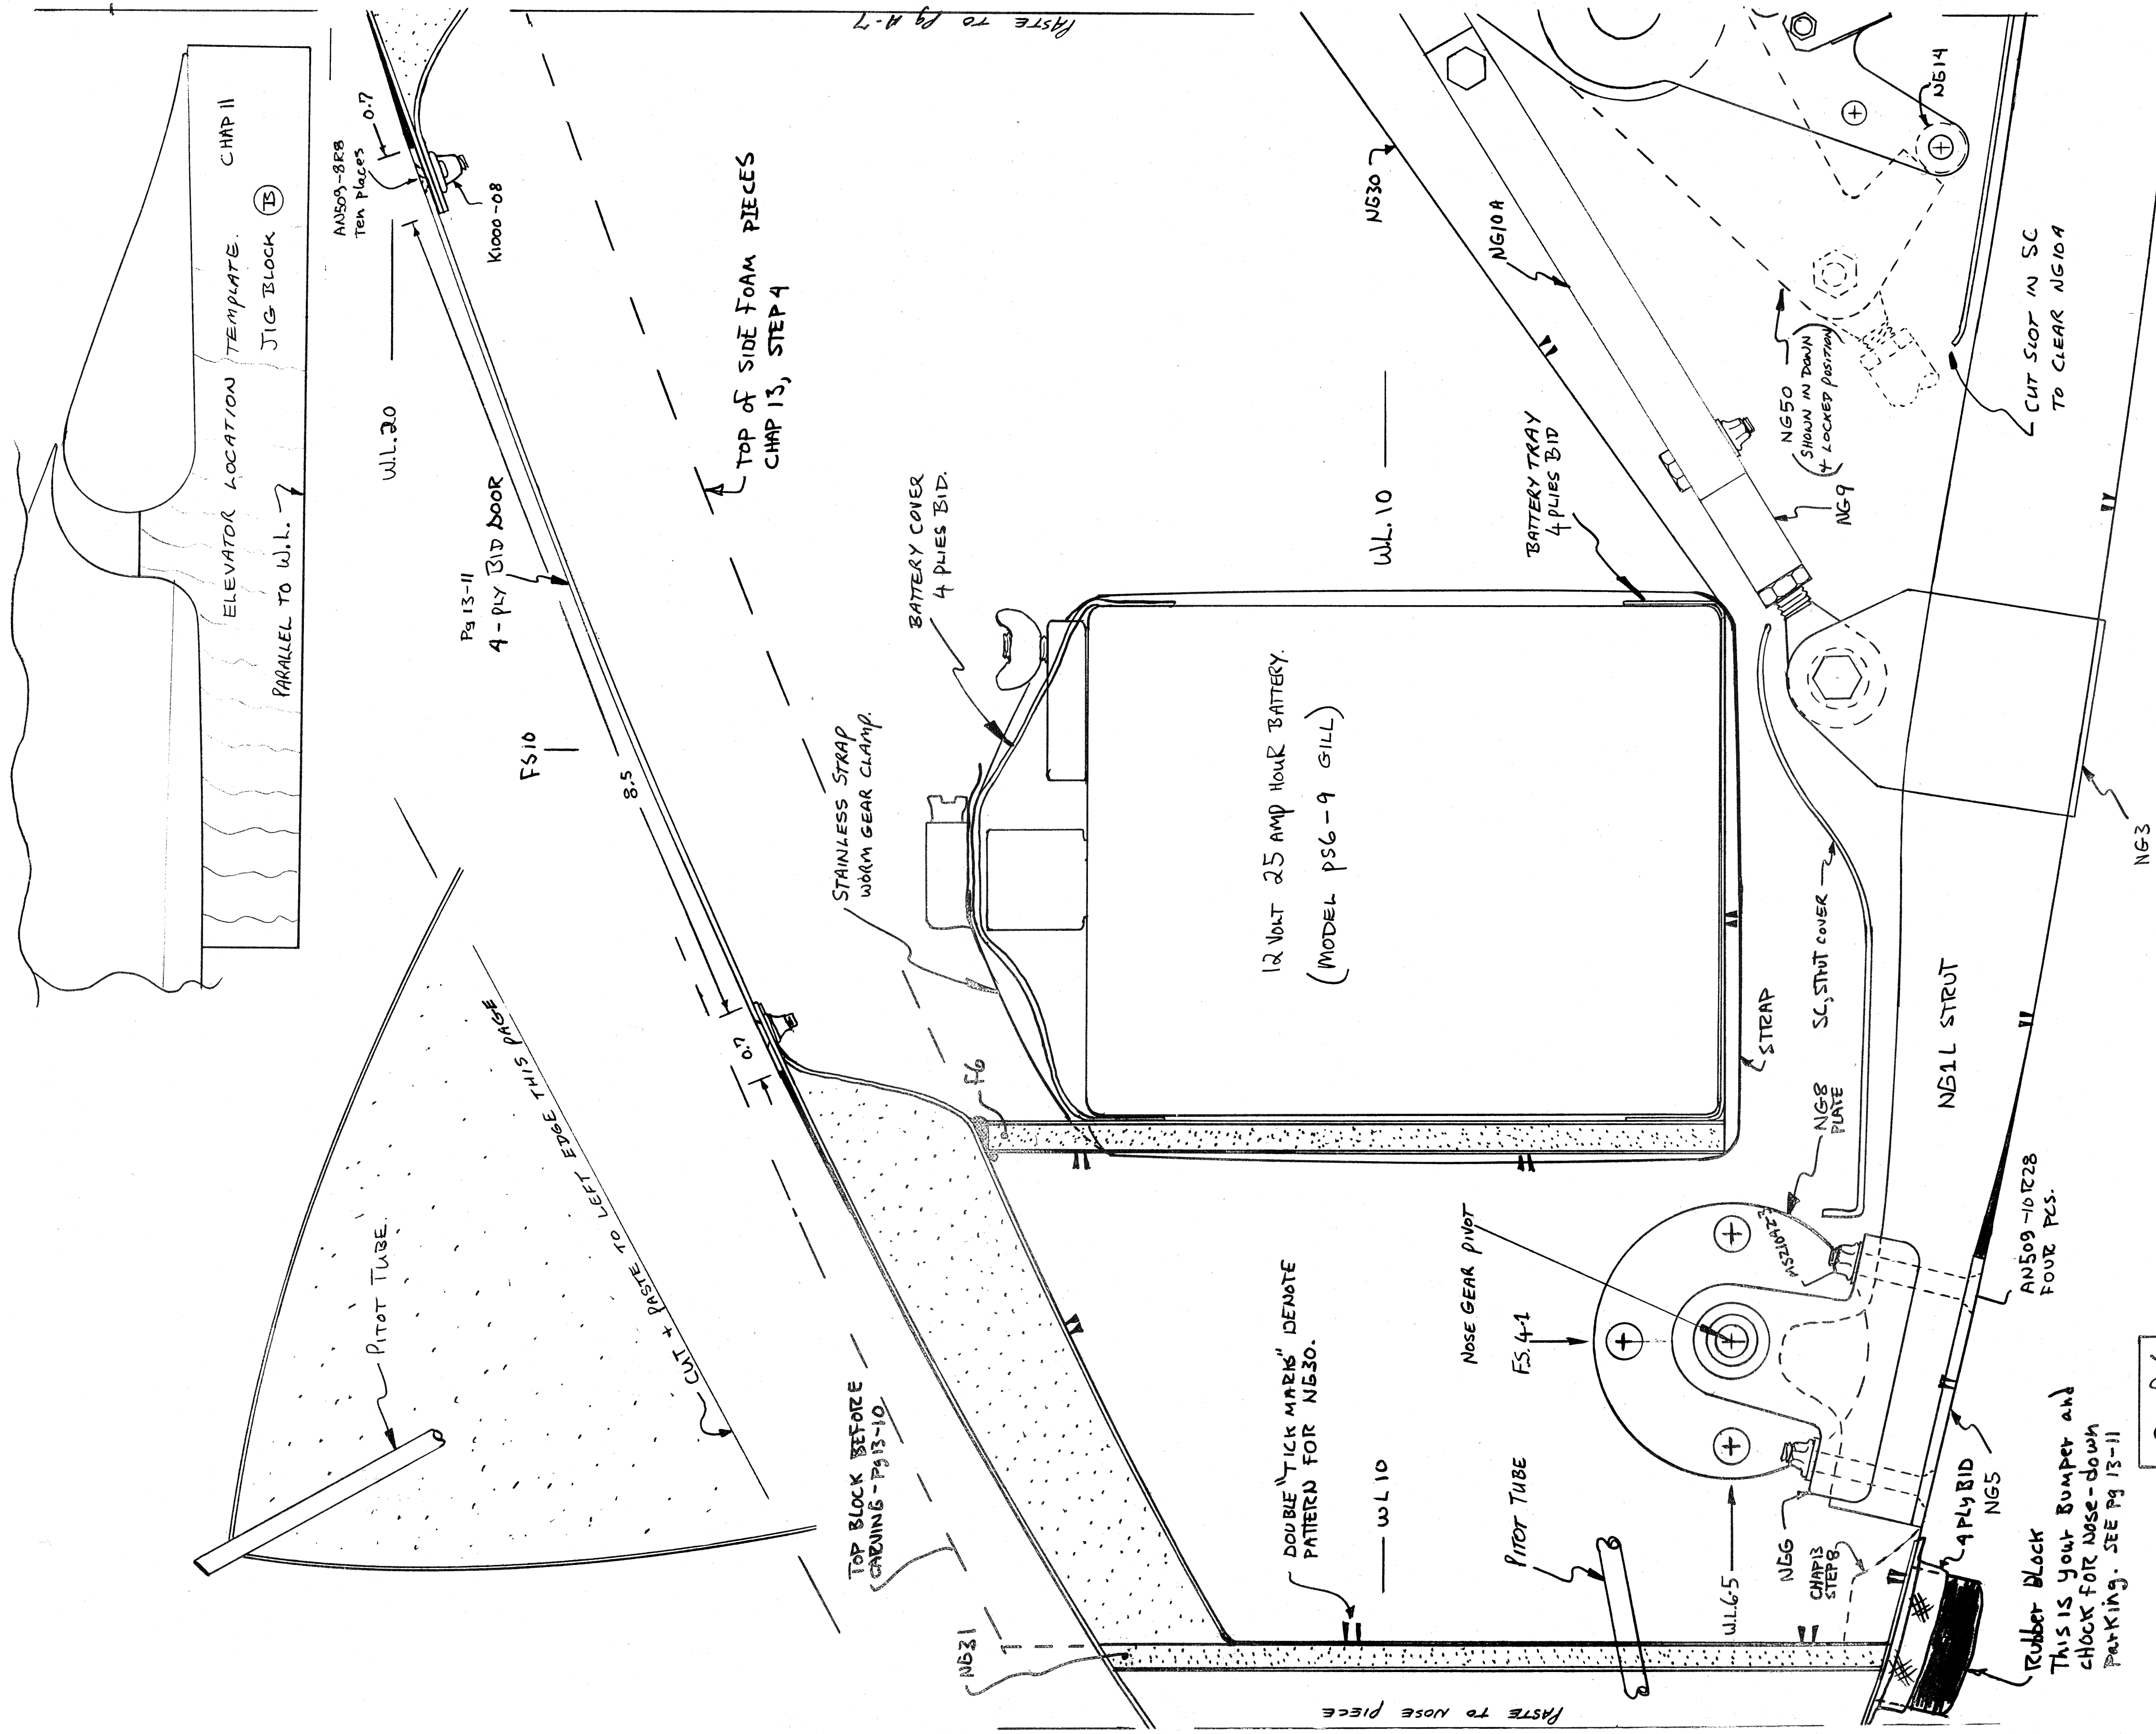 PASTE TO Pg A-7
ELEVATOR LOCATION TEMPLATE. CHAP 11
JIG BLOCK TS
PARALLEL TO W.L.
0.7
AN509-8R8
Ten Places
K1000-08
W.L.20
Pg 13-11
4-PLY BID DOOR
FS10
8.5
0.7
TOP of SIDE FOAM PIECES
CHAP 13, STEP 4
PITOT TUBE.
CUT + PASTE TO LEFT EDGE THIS PAGE
TOP BLOCK BEFORE
CARVING - Pg 13-10.
NG31
F6
STAINLESS STRAP
WORM GEAR CLAMP.
BATTERY COVER
4 PLIES BID.
12 VOLT 25 AMP HOUR BATTERY.
(MODEL PS6-9 GILL)
W.L. 10
BATTERY TRAY
4 PLIES BID
NG30
NG10A
NG14
NG50
(SHOWN IN DOWN
+ LOCKED POSITION)
NG9
CUT SLOT IN SC
TO CLEAR NG10A
STRAP
SC, STRUT COVER
NG3
NG1L STRUT
NG8
PLATE
AN509-10R28
FOUR PCS.
DOUBLE "TICK MARKS" DENOTE
PATTERN FOR NG30.
WL 10
NOSE GEAR PIVOT
F.S. 4.1
PITOT TUBE
W.L.6.5
NG6
CHAP13
STEP8
4 PLY BID
NG5
Rubber BLock
This is your Bumper and
chock FOR Nose-down
parking. SEE Pg 13-11
PASTE TO NOSE PIECE